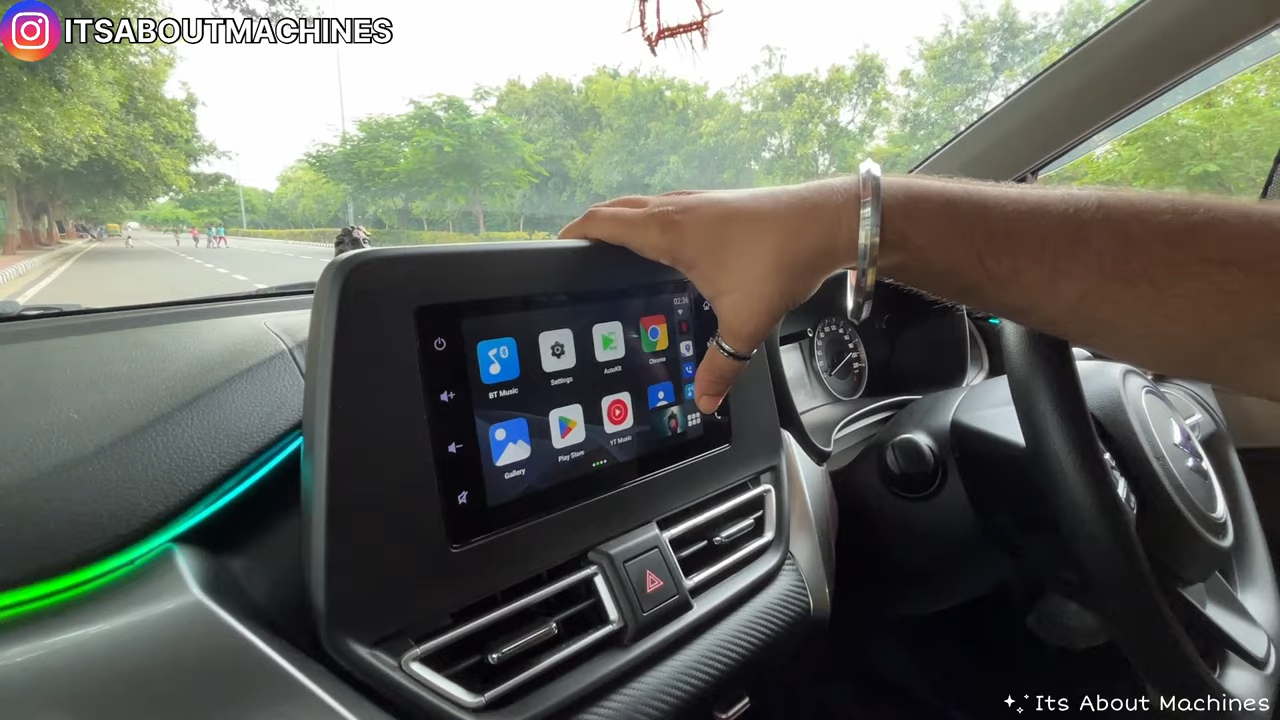 ITSABOUTMACHINES
02:36
BT Music
Settings
AutoKit
Chrome
Gallery
Play Store
YT Music
Its About Machines